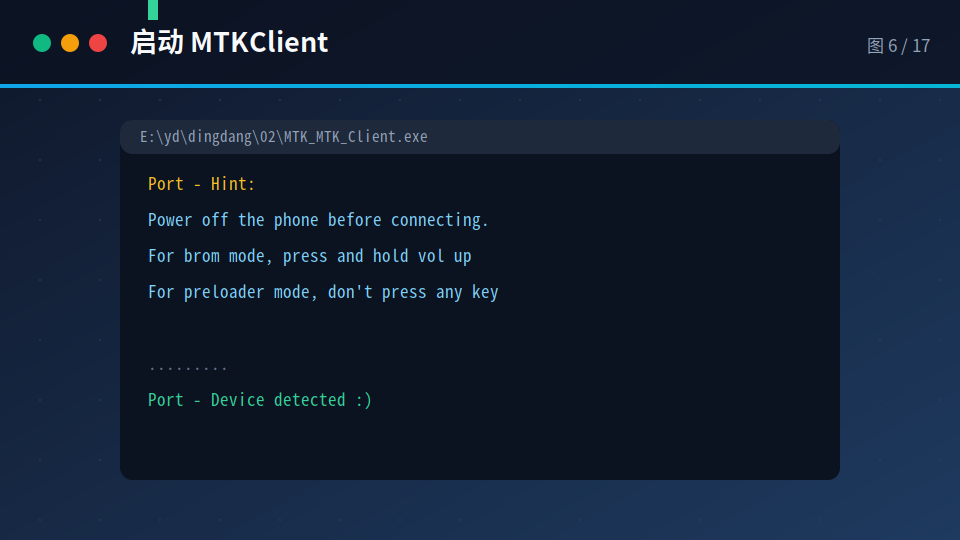 启动 MTKClient
图 6 / 17
E:\yd\dingdang\02\MTK_MTK_Client.exe
Port - Hint:
Power off the phone before connecting.
For brom mode, press and hold vol up
For preloader mode, don't press any key
.........
Port - Device detected :)